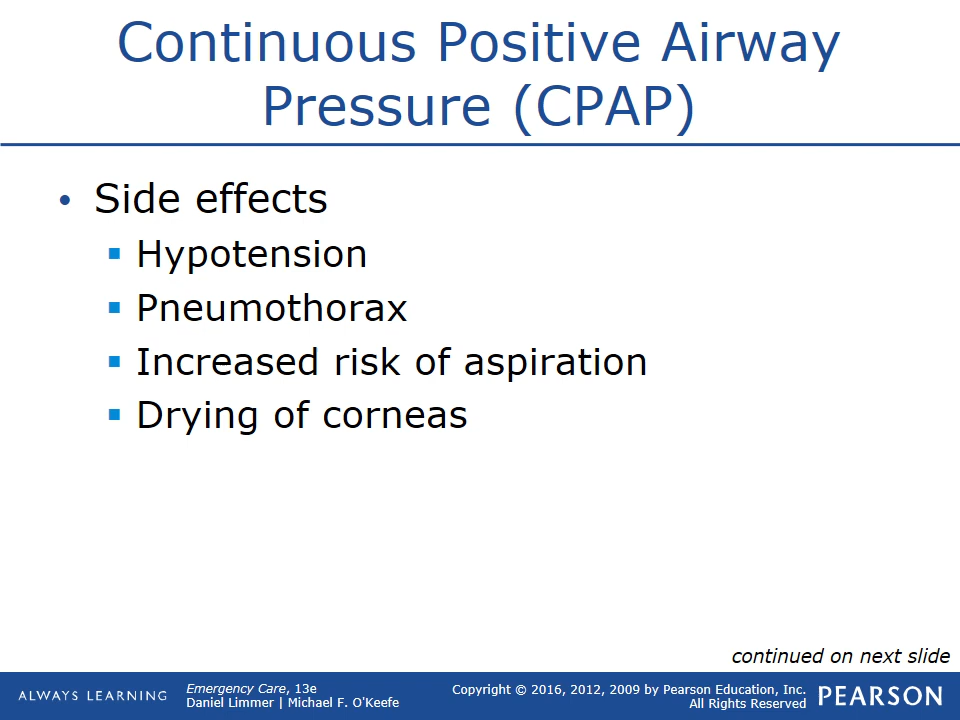 Continuous Positive Airway
Pressure (CPAP)
• Side effects
▪ Hypotension
▪ Pneumothorax
▪ Increased risk of aspiration
▪ Drying of corneas
continued on next slide
ALWAYS LEARNING
Emergency Care, 13e
Daniel Limmer | Michael F. O'Keefe
Copyright © 2016, 2012, 2009 by Pearson Education, Inc.
All Rights Reserved
PEARSON